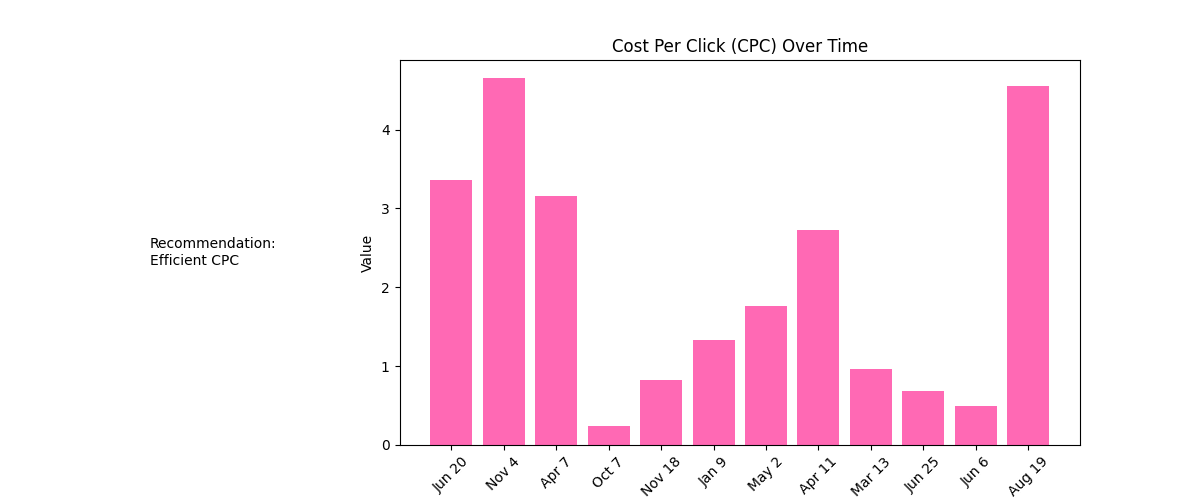 Cost Per Click (CPC) Over Time
Recommendation:
Efficient CPC
Value
4
3
2
1
0
Jun 20
Nov 4
Apr 7
Oct 7
Nov 18
Jan 9
May 2
Apr 11
Mar 13
Jun 25
Jun 6
Aug 19